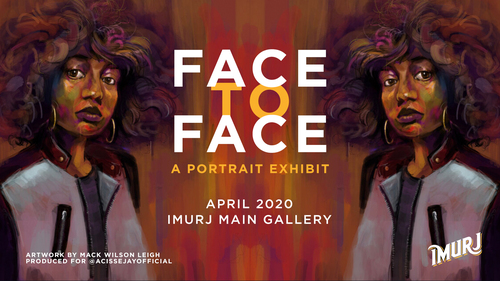 FACE
TO
FACE
A PORTRAIT EXHIBIT
APRIL 2020
IMURJ MAIN GALLERY
ARTWORK BY MACK WILSON LEIGH
PRODUCED FOR @ACISSEJAYOFFICIAL
IMURJ